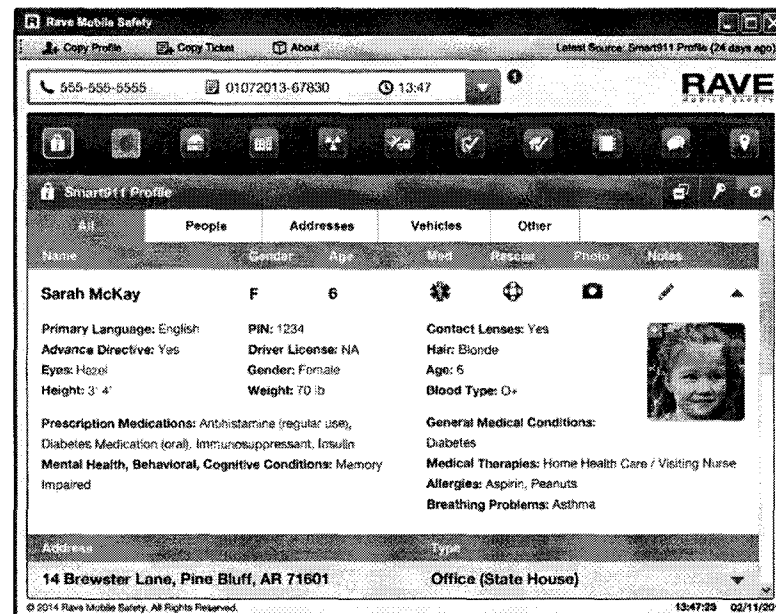 Rave Mobile Safety
Copy Profile Copy Ticket About Latest Source: Smart911 Profile (24 days ago)
555-555-5555 01072013-67830 13:47
RAVE
MOBILE SAFETY
Smart911 Profile
All People Addresses Vehicles Other
Name Gender Age Med Rescue Photo Notes
Sarah McKay F 6
Primary Language: English PIN: 1234 Contact Lenses: Yes
Advance Directive: Yes Driver License: NA Hair: Blonde
Eyes: Hazel Gender: Female Age: 6
Height: 3' 4' Weight: 70 lb Blood Type: O+
Prescription Medications: Antihistamine (regular use),
Diabetes Medication (oral), Immunosuppressant, Insulin
Mental Health, Behavioral, Cognitive Conditions: Memory
Impaired
General Medical Conditions:
Diabetes
Medical Therapies: Home Health Care / Visiting Nurse
Allergies: Aspirin, Peanuts
Breathing Problems: Asthma
Address Type
14 Brewster Lane, Pine Bluff, AR 71601 Office (State House)
© 2014 Rave Mobile Safety. All Rights Reserved. 13:47:23 02/11/20